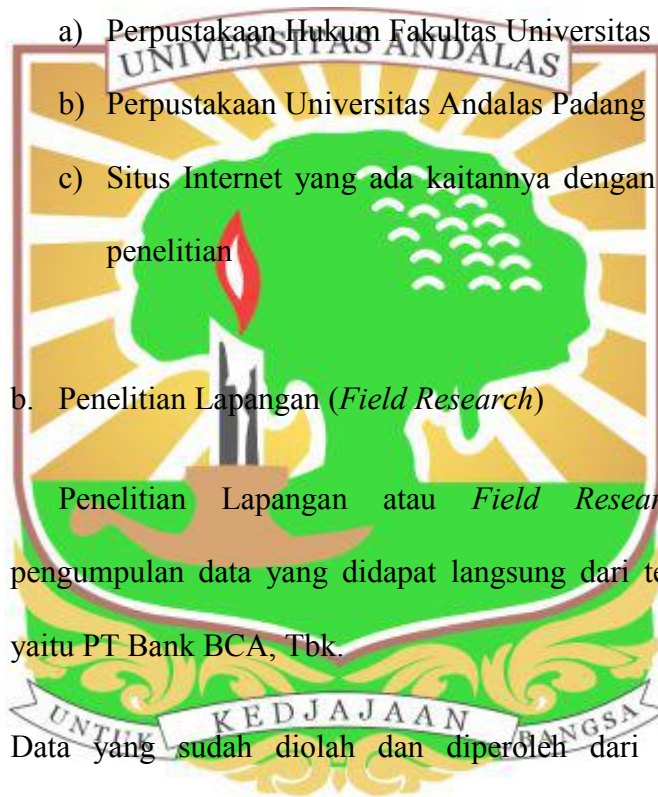 a) Perpustakaan Hukum Fakultas Universitas
UNIVERSITAS ANDALAS
b) Perpustakaan Universitas Andalas Padang
c) Situs Internet yang ada kaitannya dengan
penelitian
b. Penelitian Lapangan (Field Research)
Penelitian Lapangan atau Field Resear
pengumpulan data yang didapat langsung dari te
yaitu PT Bank BCA, Tbk.
UNTUK KEDJAJAAN BANGSA
Data yang sudah diolah dan diperoleh dari